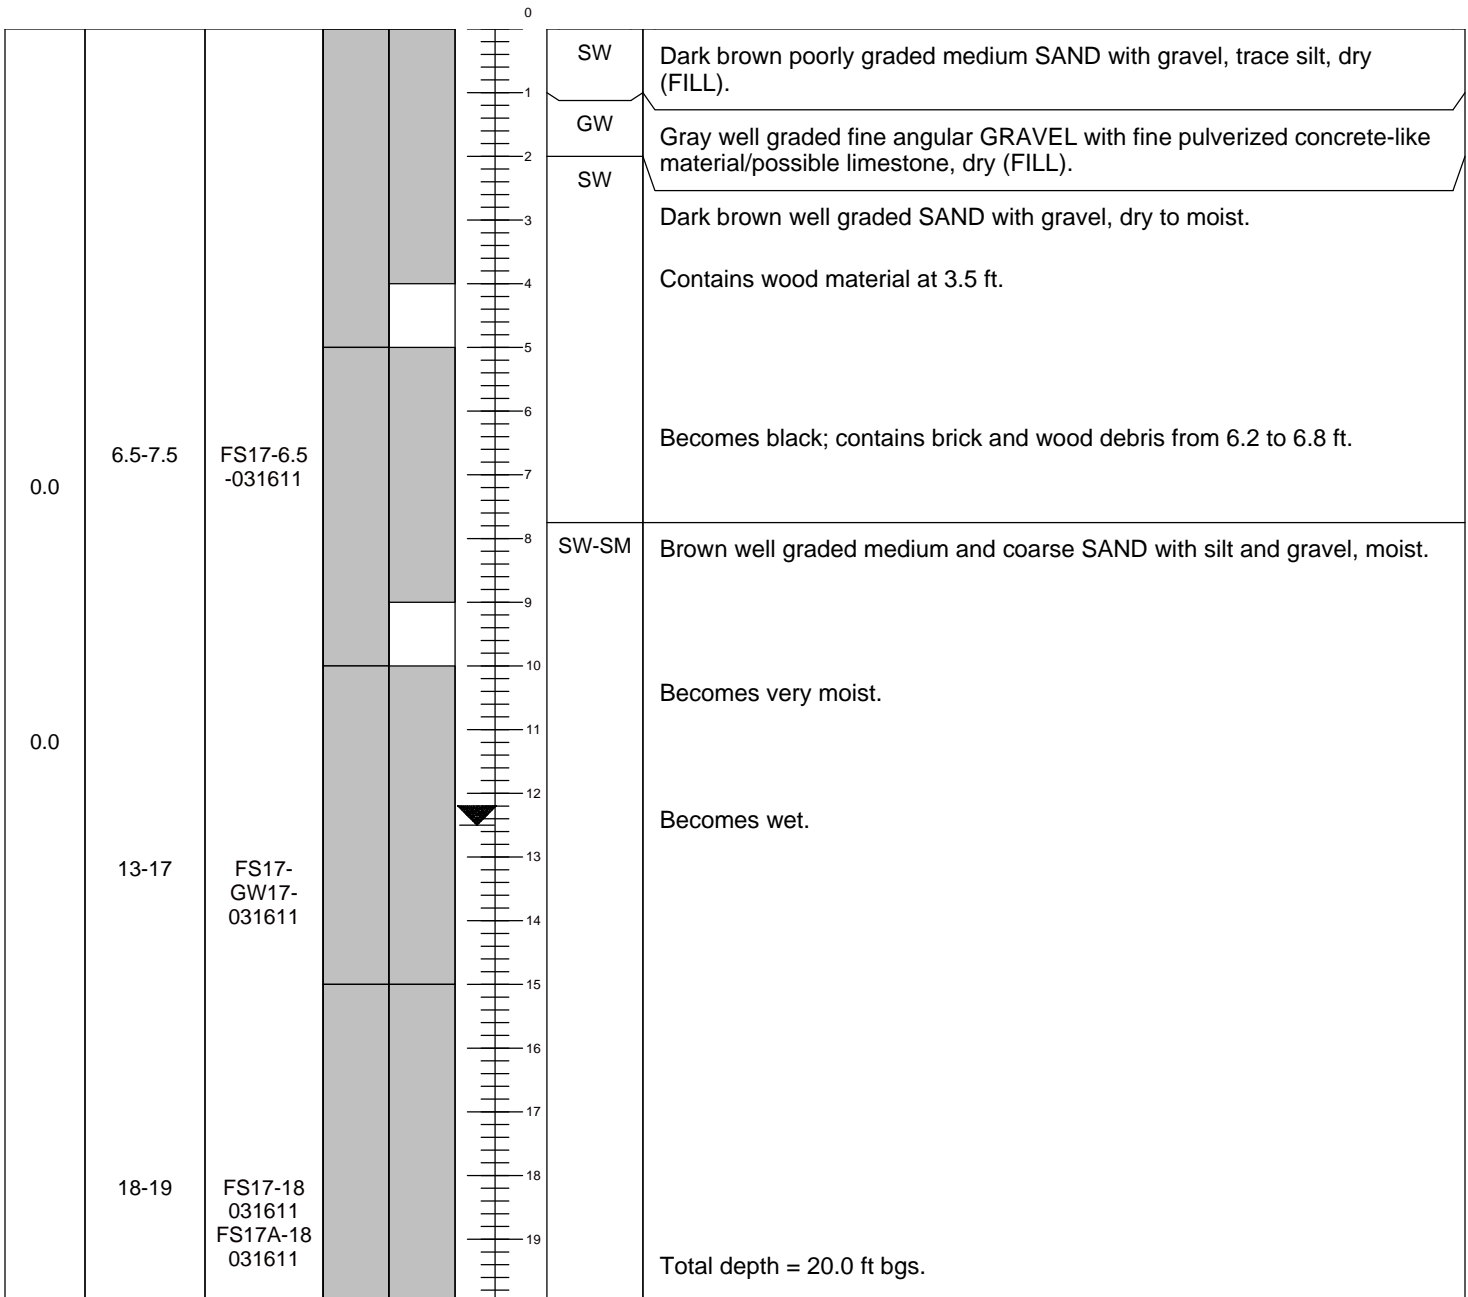 0
SW
Dark brown poorly graded medium SAND with gravel, trace silt, dry
(FILL).
1
GW
Gray well graded fine angular GRAVEL with fine pulverized concrete-like
material/possible limestone, dry (FILL).
2
SW
Dark brown well graded SAND with gravel, dry to moist.
3
Contains wood material at 3.5 ft.
4
5
6
Becomes black; contains brick and wood debris from 6.2 to 6.8 ft.
6.5-7.5
FS17-6.5
-031611
7
0.0
8
SW-SM
Brown well graded medium and coarse SAND with silt and gravel, moist.
9
10
Becomes very moist.
11
0.0
12
Becomes wet.
13
13-17
FS17-
GW17-
031611
14
15
16
17
18
18-19
FS17-18
031611
FS17A-18
031611
19
Total depth = 20.0 ft bgs.